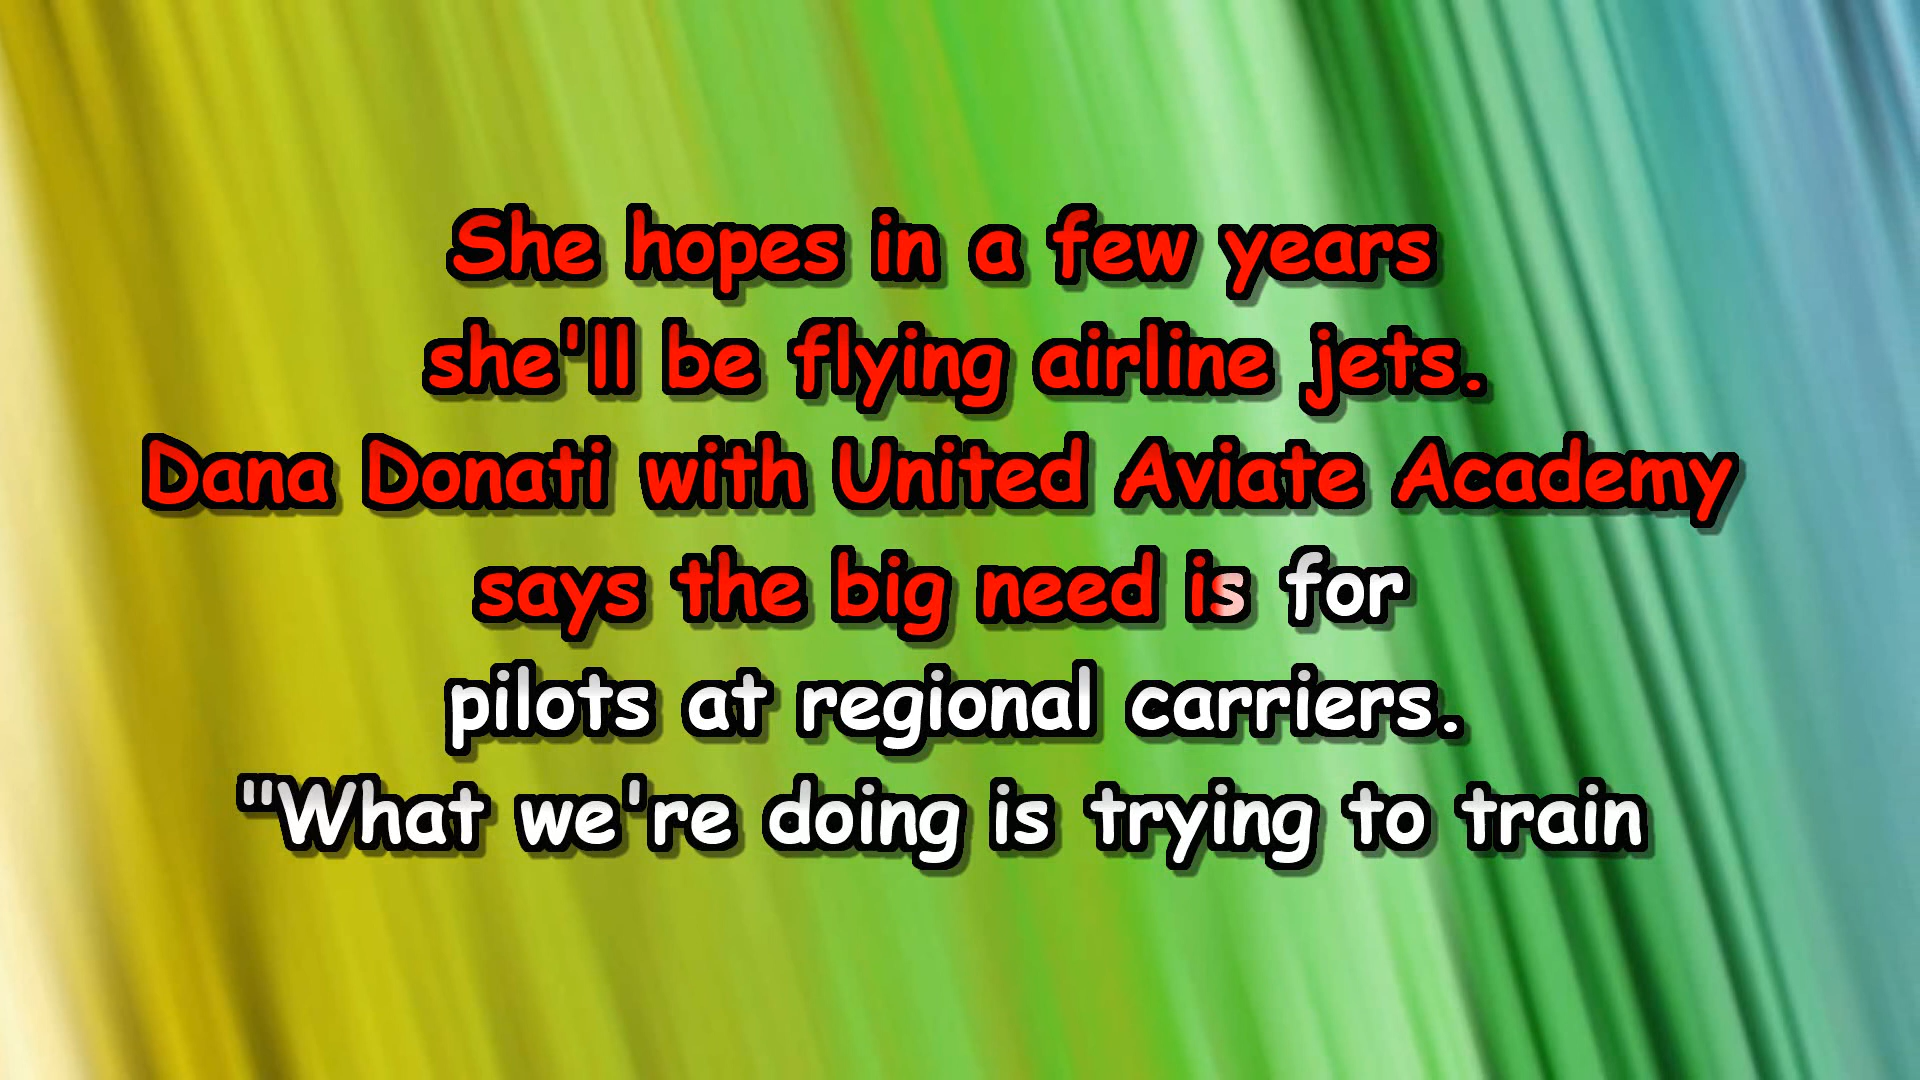 She hopes in a few years
she'll be flying airline jets.
Dana Donati with United Aviate Academy
says the big need is for
pilots at regional carriers.
"What we're doing is trying to train